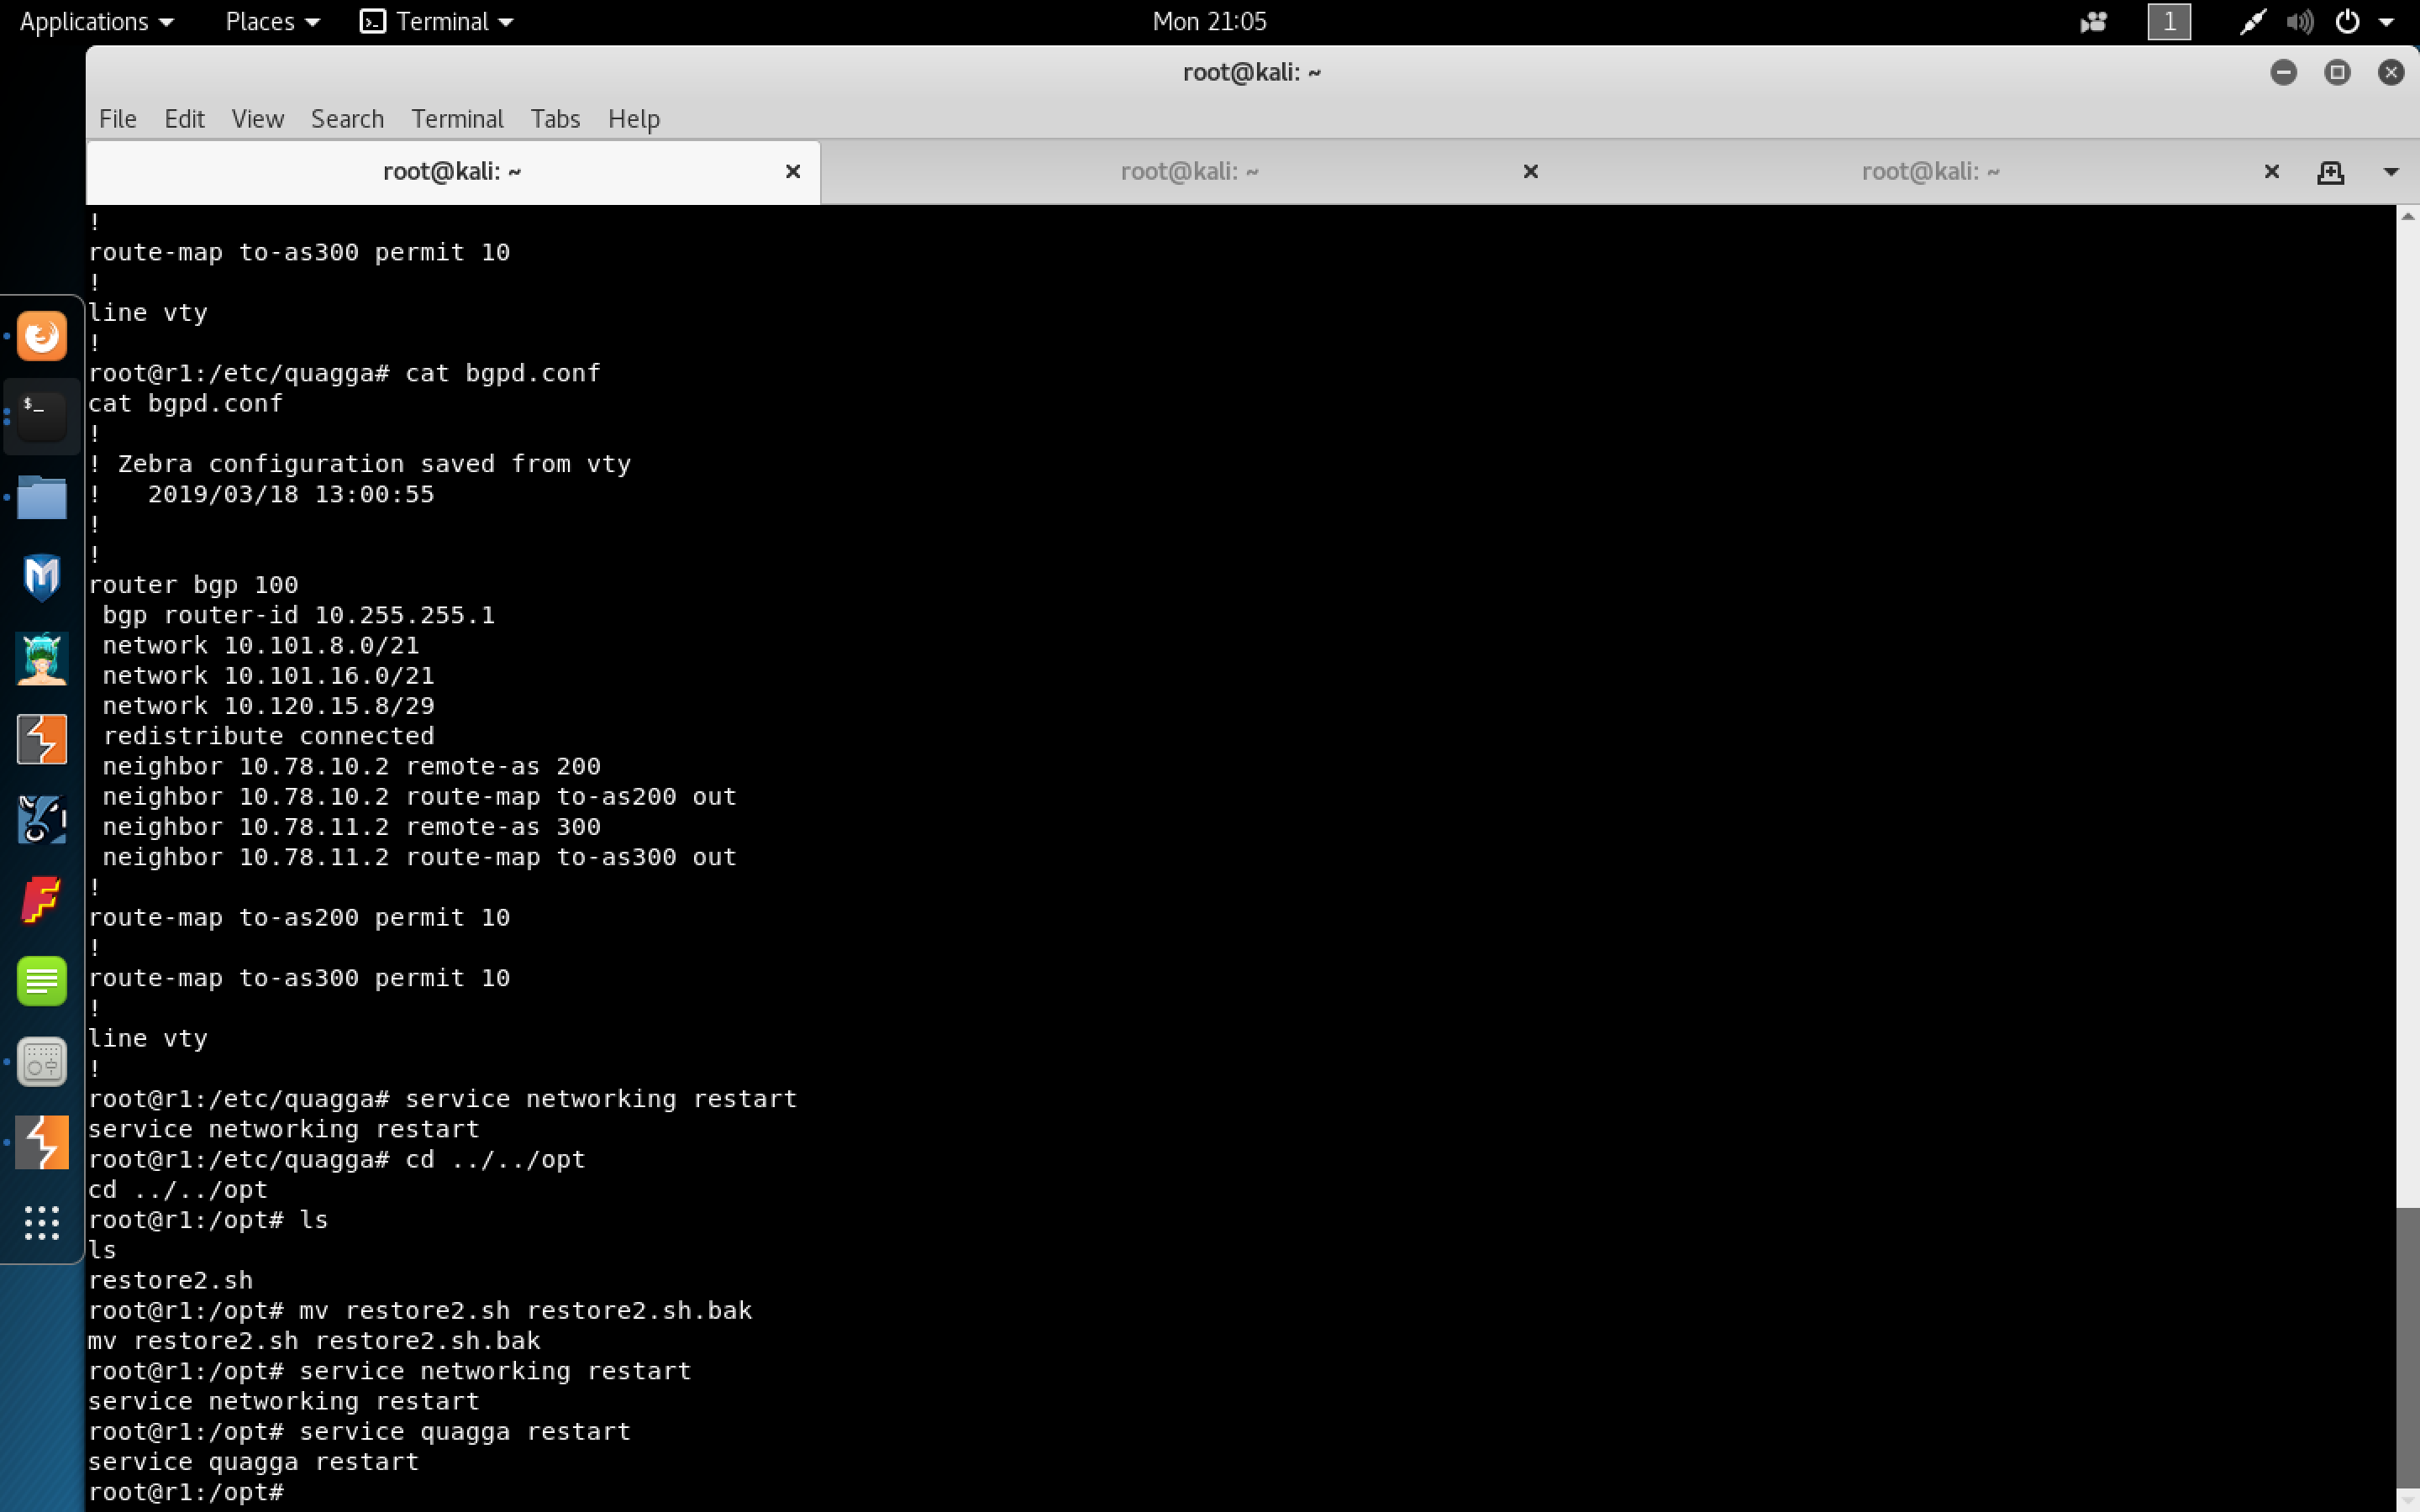 Applications Places Terminal Mon 21:05 1
root@kali: ~
File Edit View Search Terminal Tabs Help
root@kali: ~ root@kali: ~ root@kali: ~
!
route-map to-as300 permit 10
!
line vty
!
root@r1:/etc/quagga# cat bgpd.conf
cat bgpd.conf
!
! Zebra configuration saved from vty
!   2019/03/18 13:00:55
!
!
router bgp 100
 bgp router-id 10.255.255.1
 network 10.101.8.0/21
 network 10.101.16.0/21
 network 10.120.15.8/29
 redistribute connected
 neighbor 10.78.10.2 remote-as 200
 neighbor 10.78.10.2 route-map to-as200 out
 neighbor 10.78.11.2 remote-as 300
 neighbor 10.78.11.2 route-map to-as300 out
!
route-map to-as200 permit 10
!
route-map to-as300 permit 10
!
line vty
!
root@r1:/etc/quagga# service networking restart
service networking restart
root@r1:/etc/quagga# cd ../../opt
cd ../../opt
root@r1:/opt# ls
ls
restore2.sh
root@r1:/opt# mv restore2.sh restore2.sh.bak
mv restore2.sh restore2.sh.bak
root@r1:/opt# service networking restart
service networking restart
root@r1:/opt# service quagga restart
service quagga restart
root@r1:/opt#